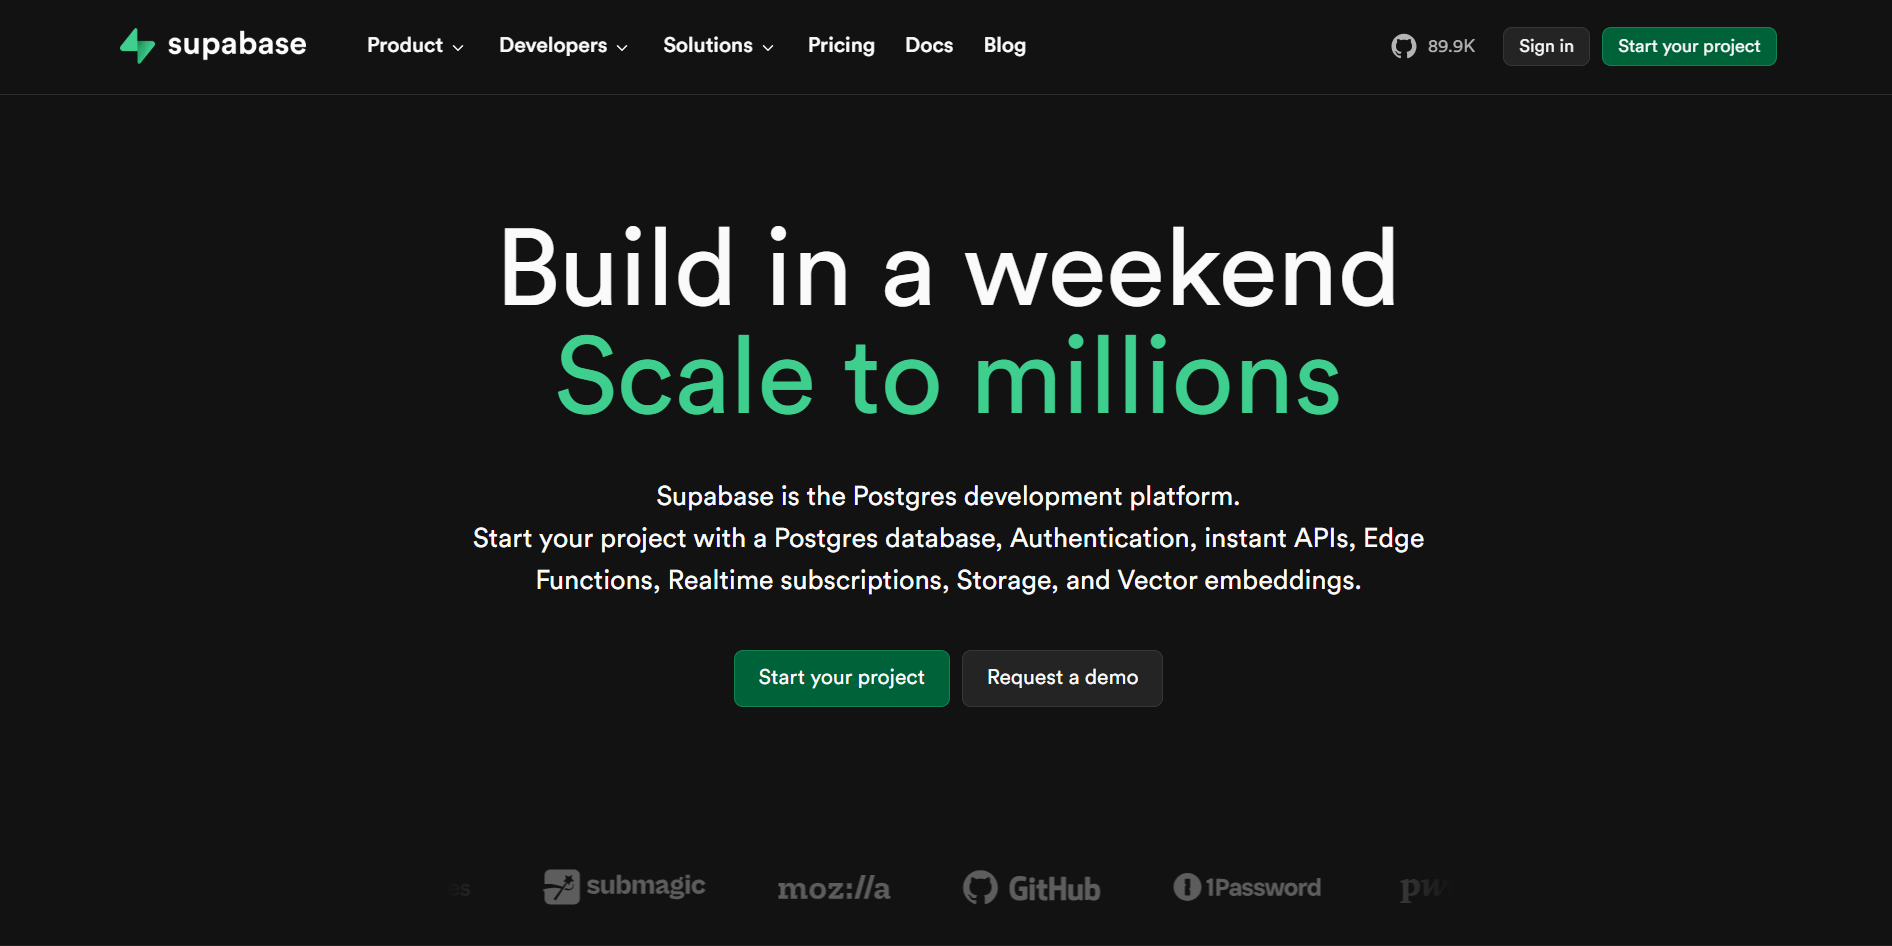 supabase Product Developers Solutions Pricing Docs Blog 89.9K Sign in Start your project
Build in a weekend
Scale to millions
Supabase is the Postgres development platform.
Start your project with a Postgres database, Authentication, instant APIs, Edge
Functions, Realtime subscriptions, Storage, and Vector embeddings.
Start your project Request a demo
es submagic moz://a GitHub 1Password